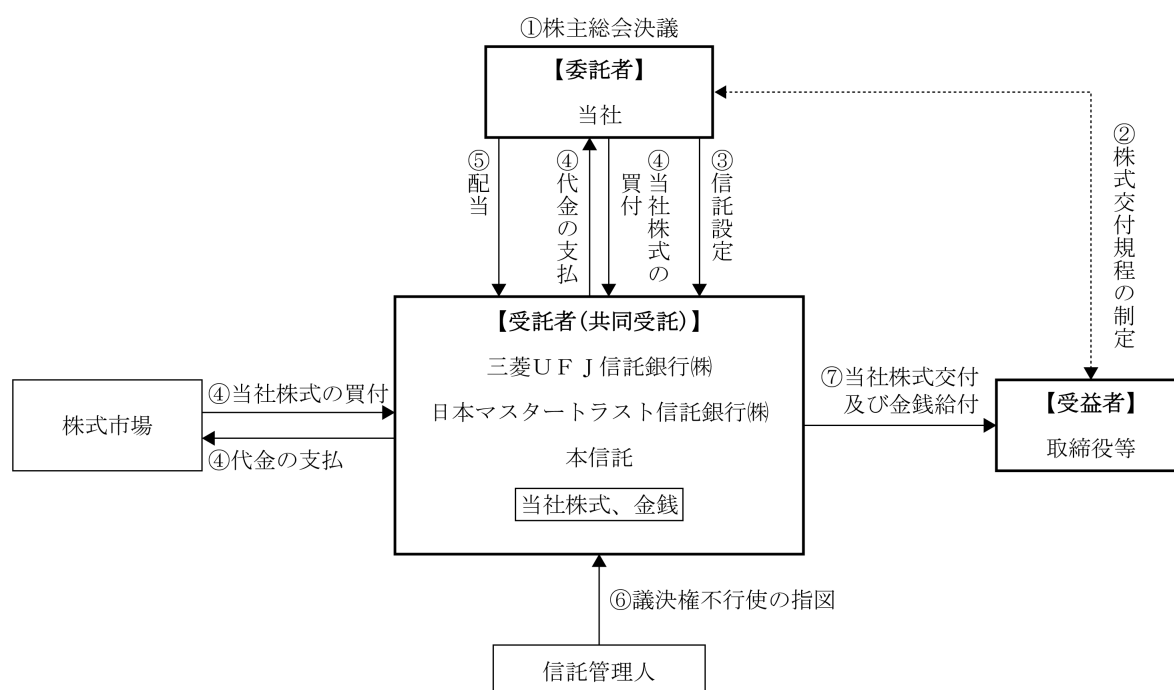 ①株主総会決議
【委託者】
当社
⑤配当
④代金の支払
④当社株式の
買付
③信託設定
②株式交付規程の制定
【受託者(共同受託)】
三菱ＵＦＪ信託銀行㈱
日本マスタートラスト信託銀行㈱
本信託
当社株式、金銭
株式市場
④当社株式の買付
④代金の支払
⑦当社株式交付
及び金銭給付
【受益者】
取締役等
⑥議決権不行使の指図
信託管理人